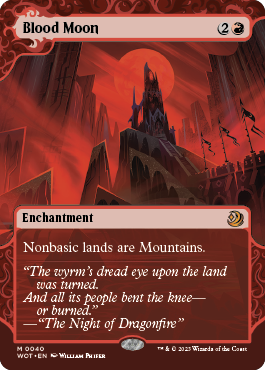 Blood Moon 2
Enchantment
Nonbasic lands are Mountains.
“The wyrm’s dread eye upon the land
was turned.
And all its people bent the knee—
or burned.”
—“The Night of Dragonfire”
M 0040
WOT • EN William Phifer
™ & © 2023 Wizards of the Coast